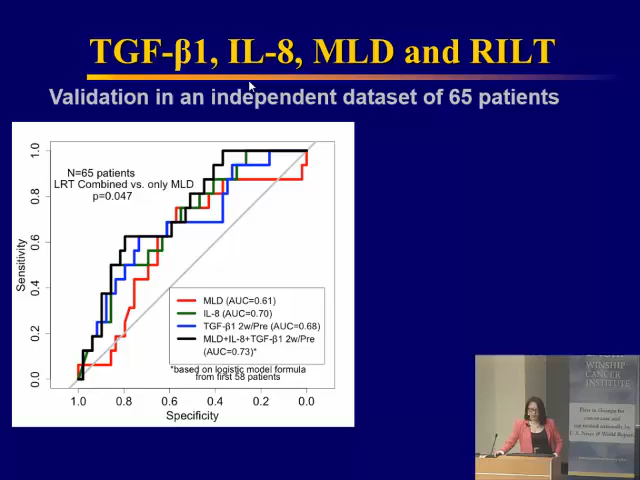 TGF-β1, IL-8, MLD and RILT
Validation in an independent dataset of 65 patients
N=65 patients
LRT Combined vs. only MLD
p=0.047
Sensitivity
1.0
0.8
0.6
0.4
0.2
0.0
MLD (AUC=0.61)
IL-8 (AUC=0.70)
TGF-β1 2w/Pre (AUC=0.68)
MLD+IL-8+TGF-β1 2w/Pre
(AUC=0.73)*
*based on logistic model formula
from first 58 patients
1.0 0.8 0.6 0.4 0.2 0.0
Specificity
WINSHIP
CANCER
INSTITUTE